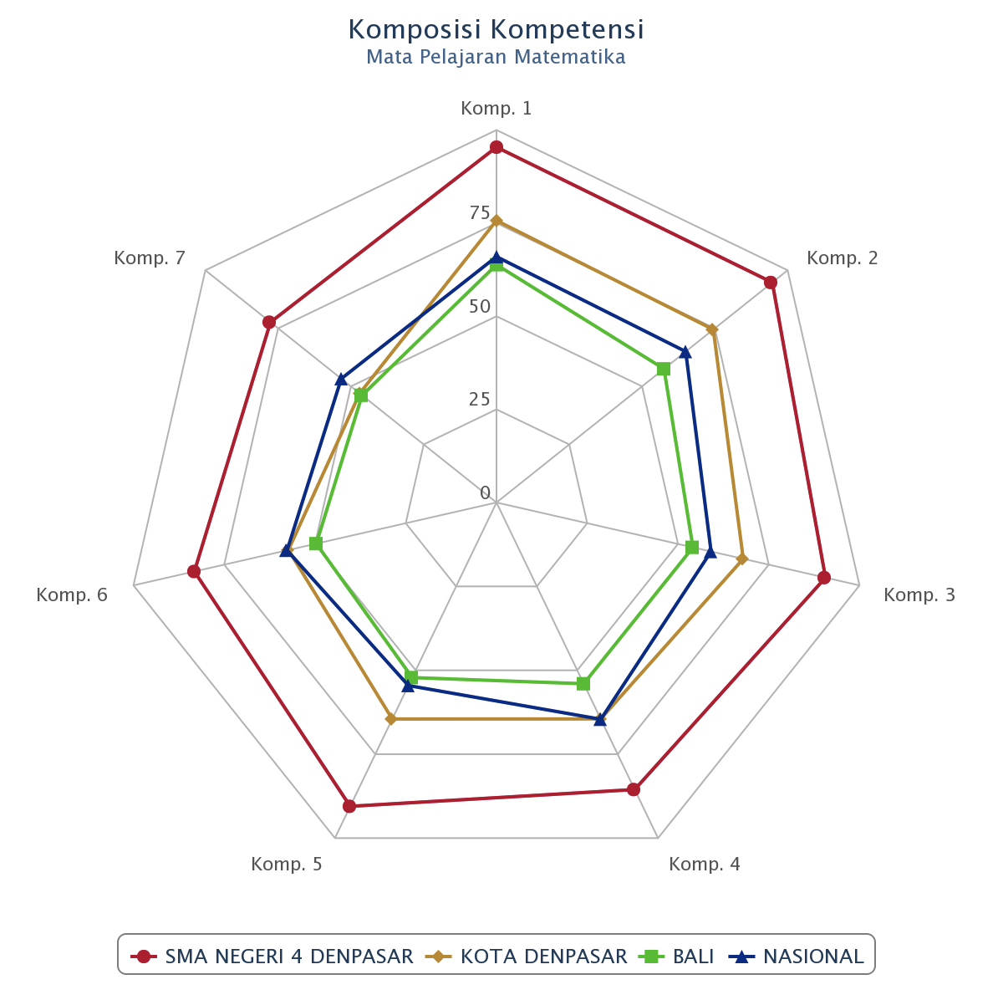 Komposisi Kompetensi
Mata Pelajaran Matematika
Komp. 1
75
Komp. 7
Komp. 2
50
25
0
Komp. 6
Komp. 3
Komp. 5
Komp. 4
SMA NEGERI 4 DENPASAR KOTA DENPASAR BALI NASIONAL